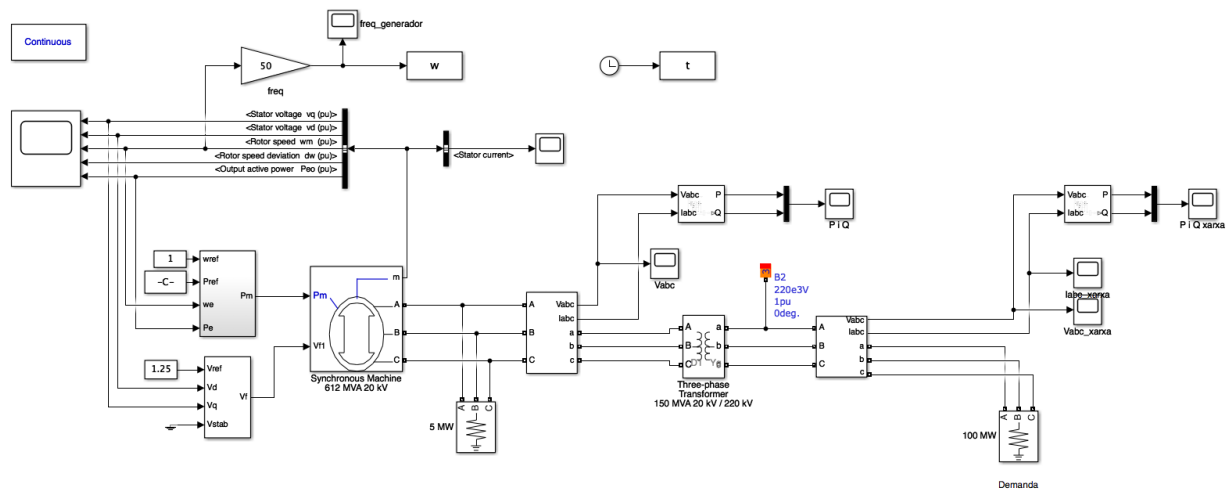 Continuous
freq_generador
50
freq
w
t
<Stator voltage vq (pu)>
<Stator voltage vd (pu)>
<Rotor speed wm (pu)>
<Rotor speed deviation dw (pu)>
<Output active power Peo (pu)>
<Stator current>
1
-C-
wref
Pref
we
Pe
Pm
1.25
Vref
Vd
Vq
Vstab
Vf
Pm
Vf1
m
A
B
C
Synchronous Machine
612 MVA 20 kV
5 MW
A B C
A
B
C
Vabc
Iabc
a
b
c
Vabc
Iabc
P
Q
P i Q
Vabc
A
B
C
a
b
c
D1 Yg
Three-phase
Transformer
150 MVA 20 kV / 220 kV
3
B2
220e3V
1pu
0deg.
A
B
C
Vabc
Iabc
a
b
c
Vabc
Iabc
P
Q
P i Q xarxa
Iabc_xarxa
Vabc_xarxa
100 MW
A B C
Demanda